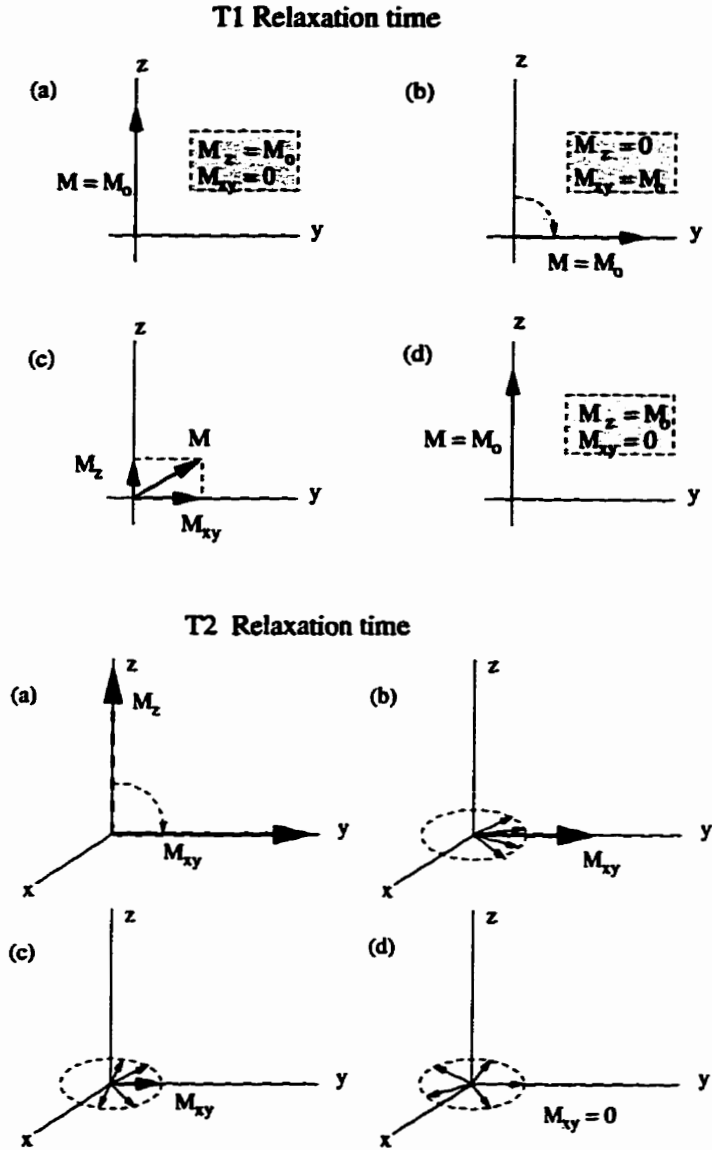 T1 Relaxation time
(a)
z
M = Mo
Mz = Mo
Mxy = 0
y
(b)
z
Mz = 0
Mxy = Mo
y
M = Mo
(c)
z
M
Mz
y
Mxy
(d)
z
M = Mo
Mz = Mo
Mxy = 0
y
T2 Relaxation time
(a)
z
Mz
y
Mxy
x
(b)
z
y
Mxy
x
(c)
z
y
Mxy
x
(d)
z
y
Mxy = 0
x